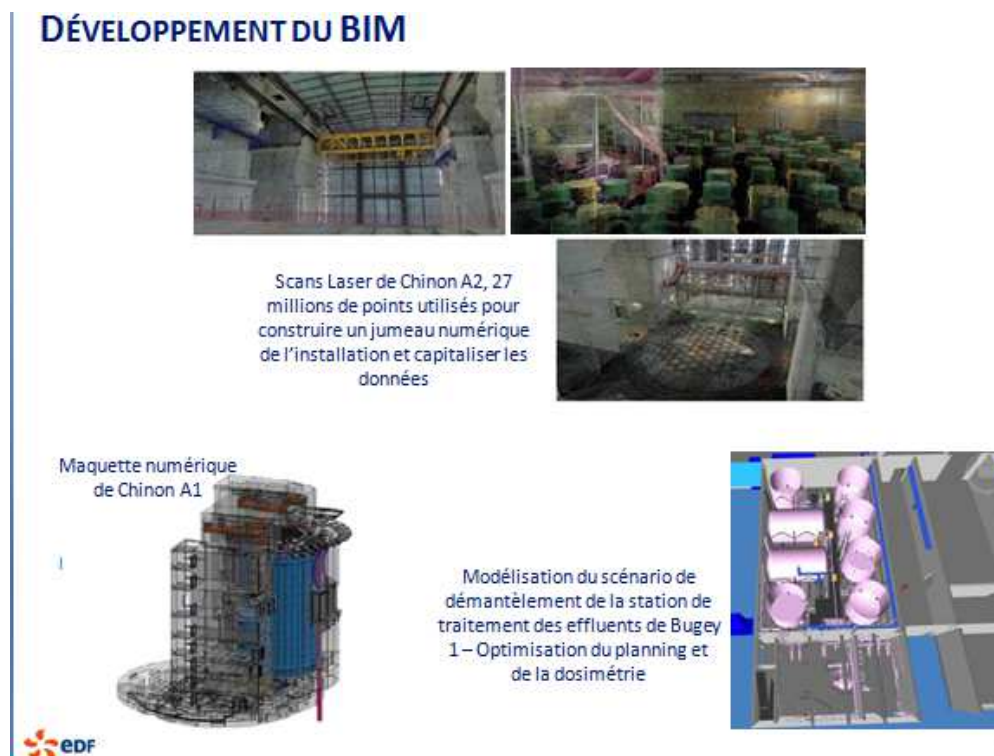 DÉVELOPPEMENT DU BIM
Scans Laser de Chinon A2, 27
millions de points utilisés pour
construire un jumeau numérique
de l’installation et capitaliser les
données
Maquette numérique
de Chinon A1
Modélisation du scénario de
démantèlement de la station de
traitement des effluents de Bugey
1 – Optimisation du planning et
de la dosimétrie
eDF